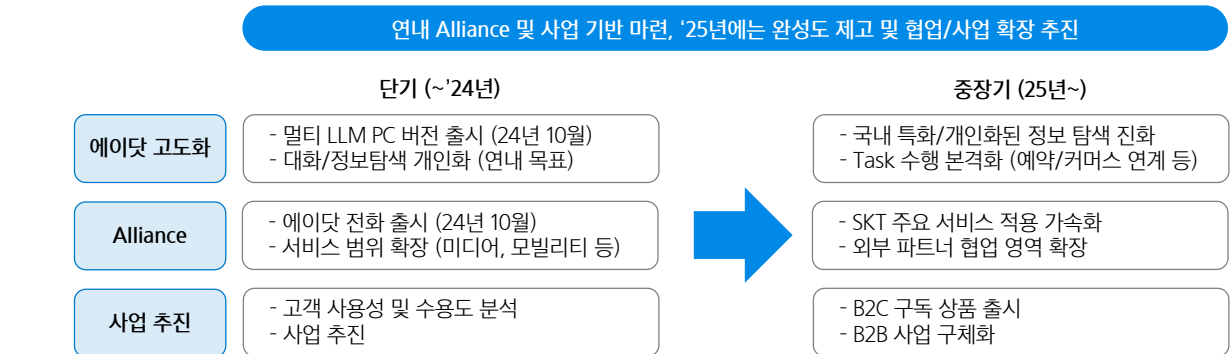 연내 Alliance 및 사업 기반 마련, ‘25년에는 완성도 제고 및 협업/사업 확장 추진
단기 (~’24년)
중장기 (25년~)
에이닷 고도화
- 멀티 LLM PC 버전 출시 (24년 10월)
- 대화/정보탐색 개인화 (연내 목표)
- 국내 특화/개인화된 정보 탐색 진화
- Task 수행 본격화 (예약/커머스 연계 등)
Alliance
- 에이닷 전화 출시 (24년 10월)
- 서비스 범위 확장 (미디어, 모빌리티 등)
- SKT 주요 서비스 적용 가속화
- 외부 파트너 협업 영역 확장
사업 추진
- 고객 사용성 및 수용도 분석
- 사업 추진
- B2C 구독 상품 출시
- B2B 사업 구체화